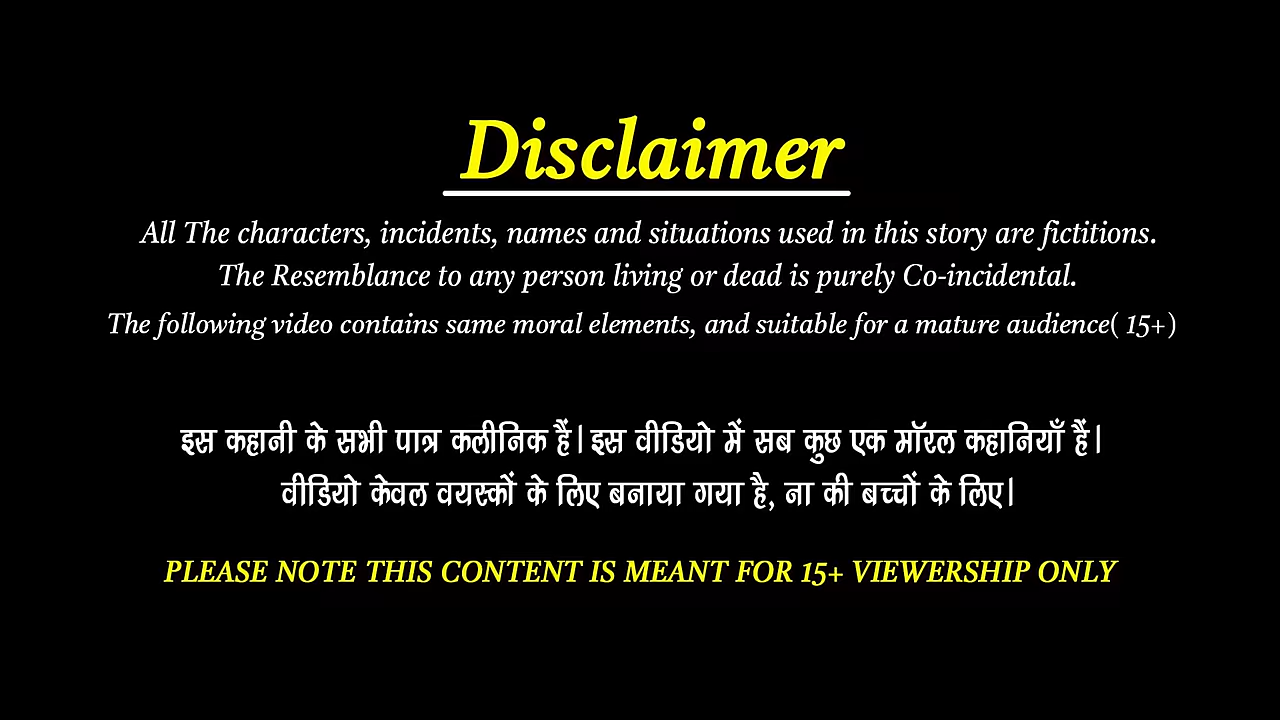 Disclaimer
All The characters, incidents, names and situations used in this story are fictitions.
The Resemblance to any person living or dead is purely Co-incidental.
The following video contains same moral elements, and suitable for a mature audience( 15+)
इस कहानी के सभी पात्र कलीनिक हैं। इस वीडियो में सब कुछ एक मॉरल कहानियाँ हैं।
वीडियो केवल वयस्कों के लिए बनाया गया है, ना की बच्चों के लिए।
PLEASE NOTE THIS CONTENT IS MEANT FOR 15+ VIEWERSHIP ONLY